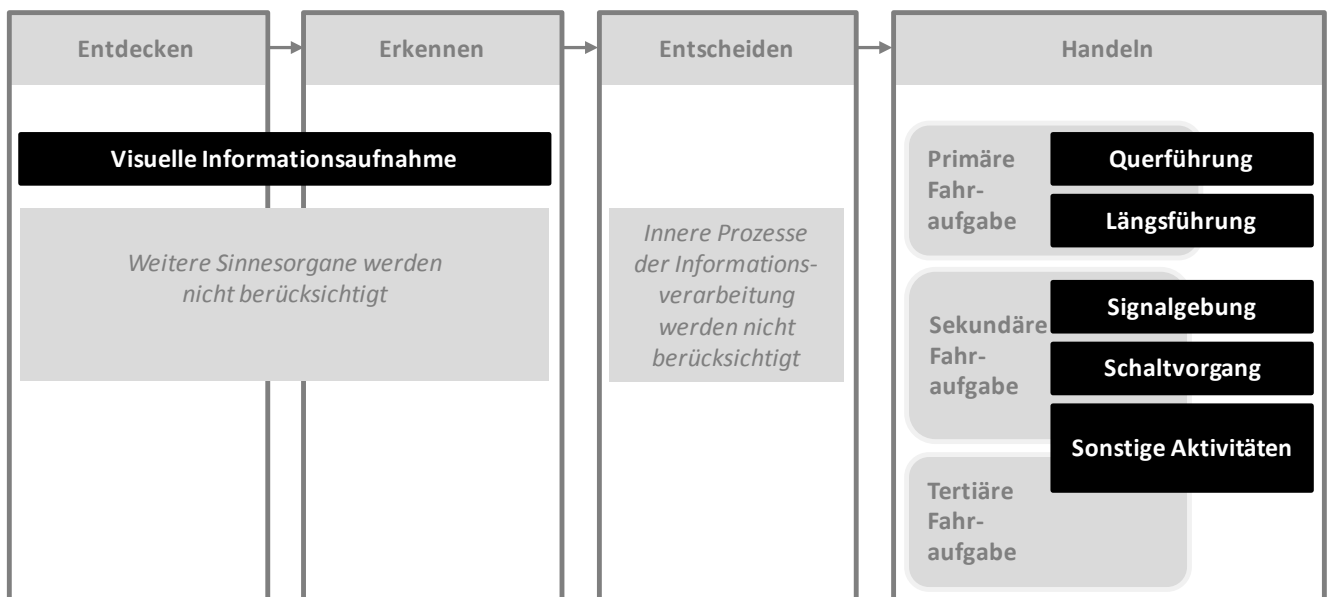 Entdecken
Erkennen
Entscheiden
Handeln
Visuelle Informationsaufnahme
Weitere Sinnesorgane werden
nicht berücksichtigt
Innere Prozesse
der Informations-
verarbeitung
werden nicht
berücksichtigt
Primäre
Fahr-
aufgabe
Querführung
Längsführung
Sekundäre
Fahr-
aufgabe
Signalgebung
Schaltvorgang
Sonstige Aktivitäten
Tertiäre
Fahr-
aufgabe